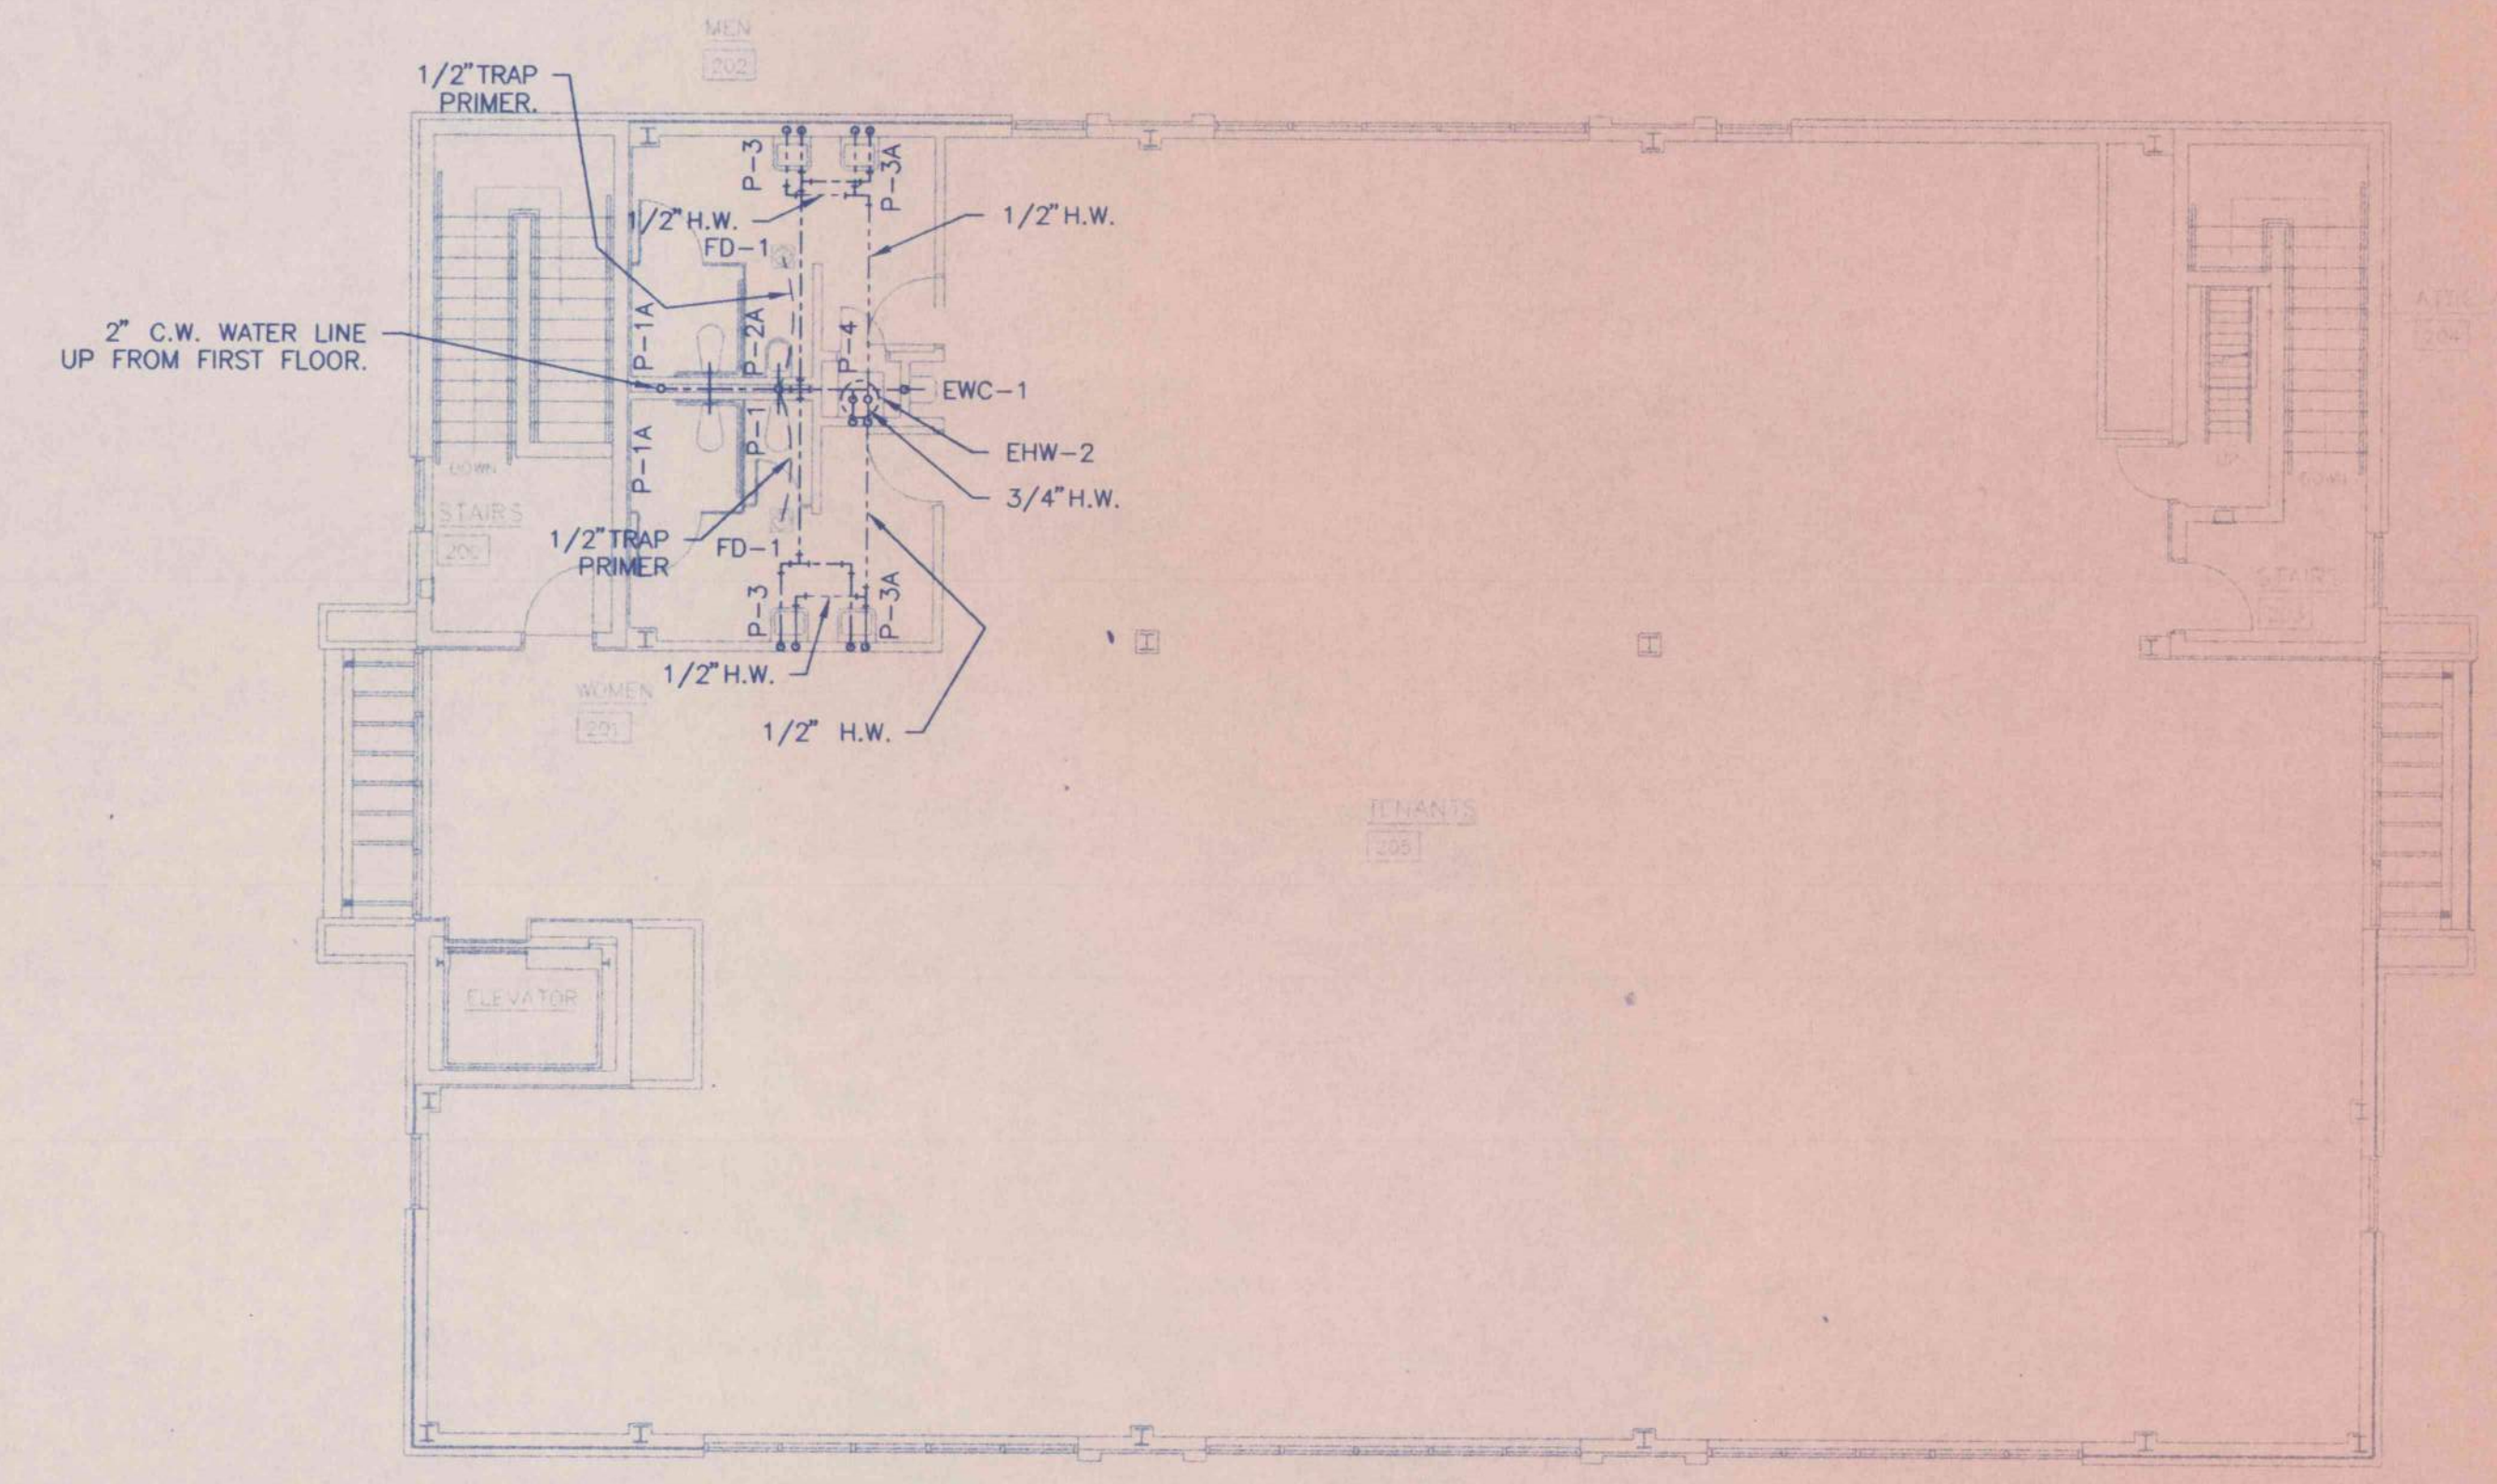 MEN
202
1/2" TRAP
PRIMER.
P-3
P-3A
1/2" H.W.
1/2" H.W.
FD-1
2" C.W. WATER LINE
UP FROM FIRST FLOOR.
P-1A
P-2A
P-4
EWC-1
P-1A
P-1
EHW-2
3/4" H.W.
DOWN
STAIRS
200
1/2" TRAP
PRIMER
FD-1
P-3
P-3A
1/2" H.W.
WOMEN
201
1/2" H.W.
TENANTS
205
ELEVATOR
ATTIC
204
UP
DOWN
STAIRS